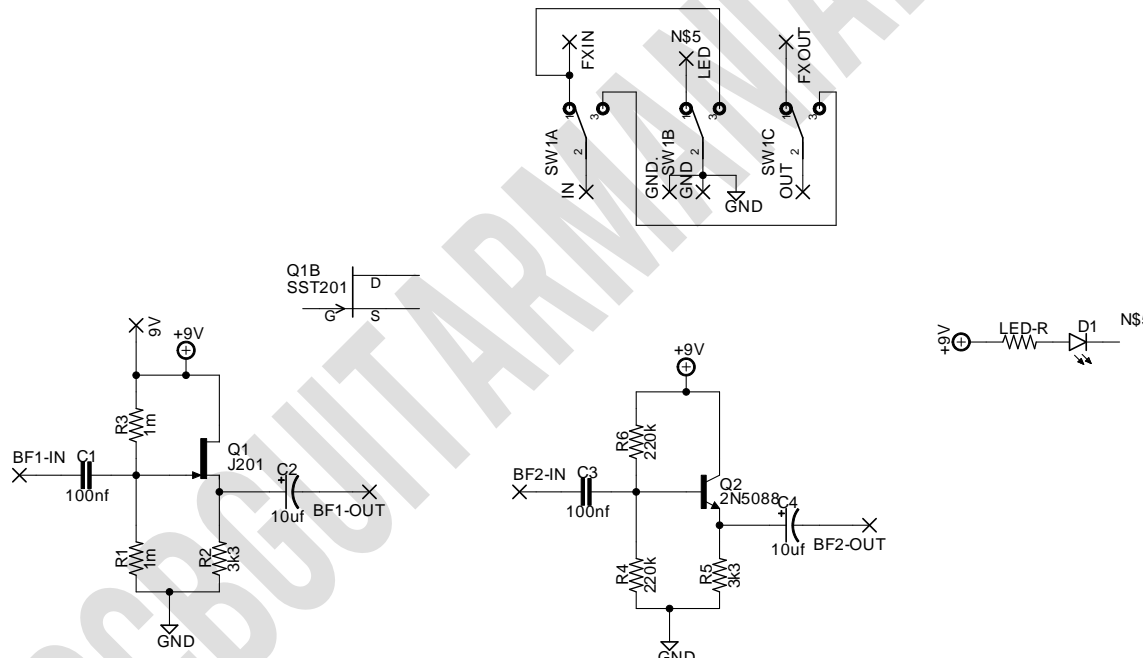 FXIN
N$5
LED
FXOUT
1
3
1
3
1
3
SW1A
2
SW1B
2
SW1C
2
IN
GND.
GND
GND
OUT
Q1B
SST201
D
G
S
9V
+9V
R3
1m
BF1-IN
C1
100nf
Q1
J201
C2
+
10uf
BF1-OUT
R1
1m
R2
3k3
GND
+9V
R6
220k
BF2-IN
C3
100nf
Q2
2N5088
C4
+
10uf
BF2-OUT
R4
220k
R5
3k3
GND
+9V
LED-R
D1
PCBGUITARMANIA